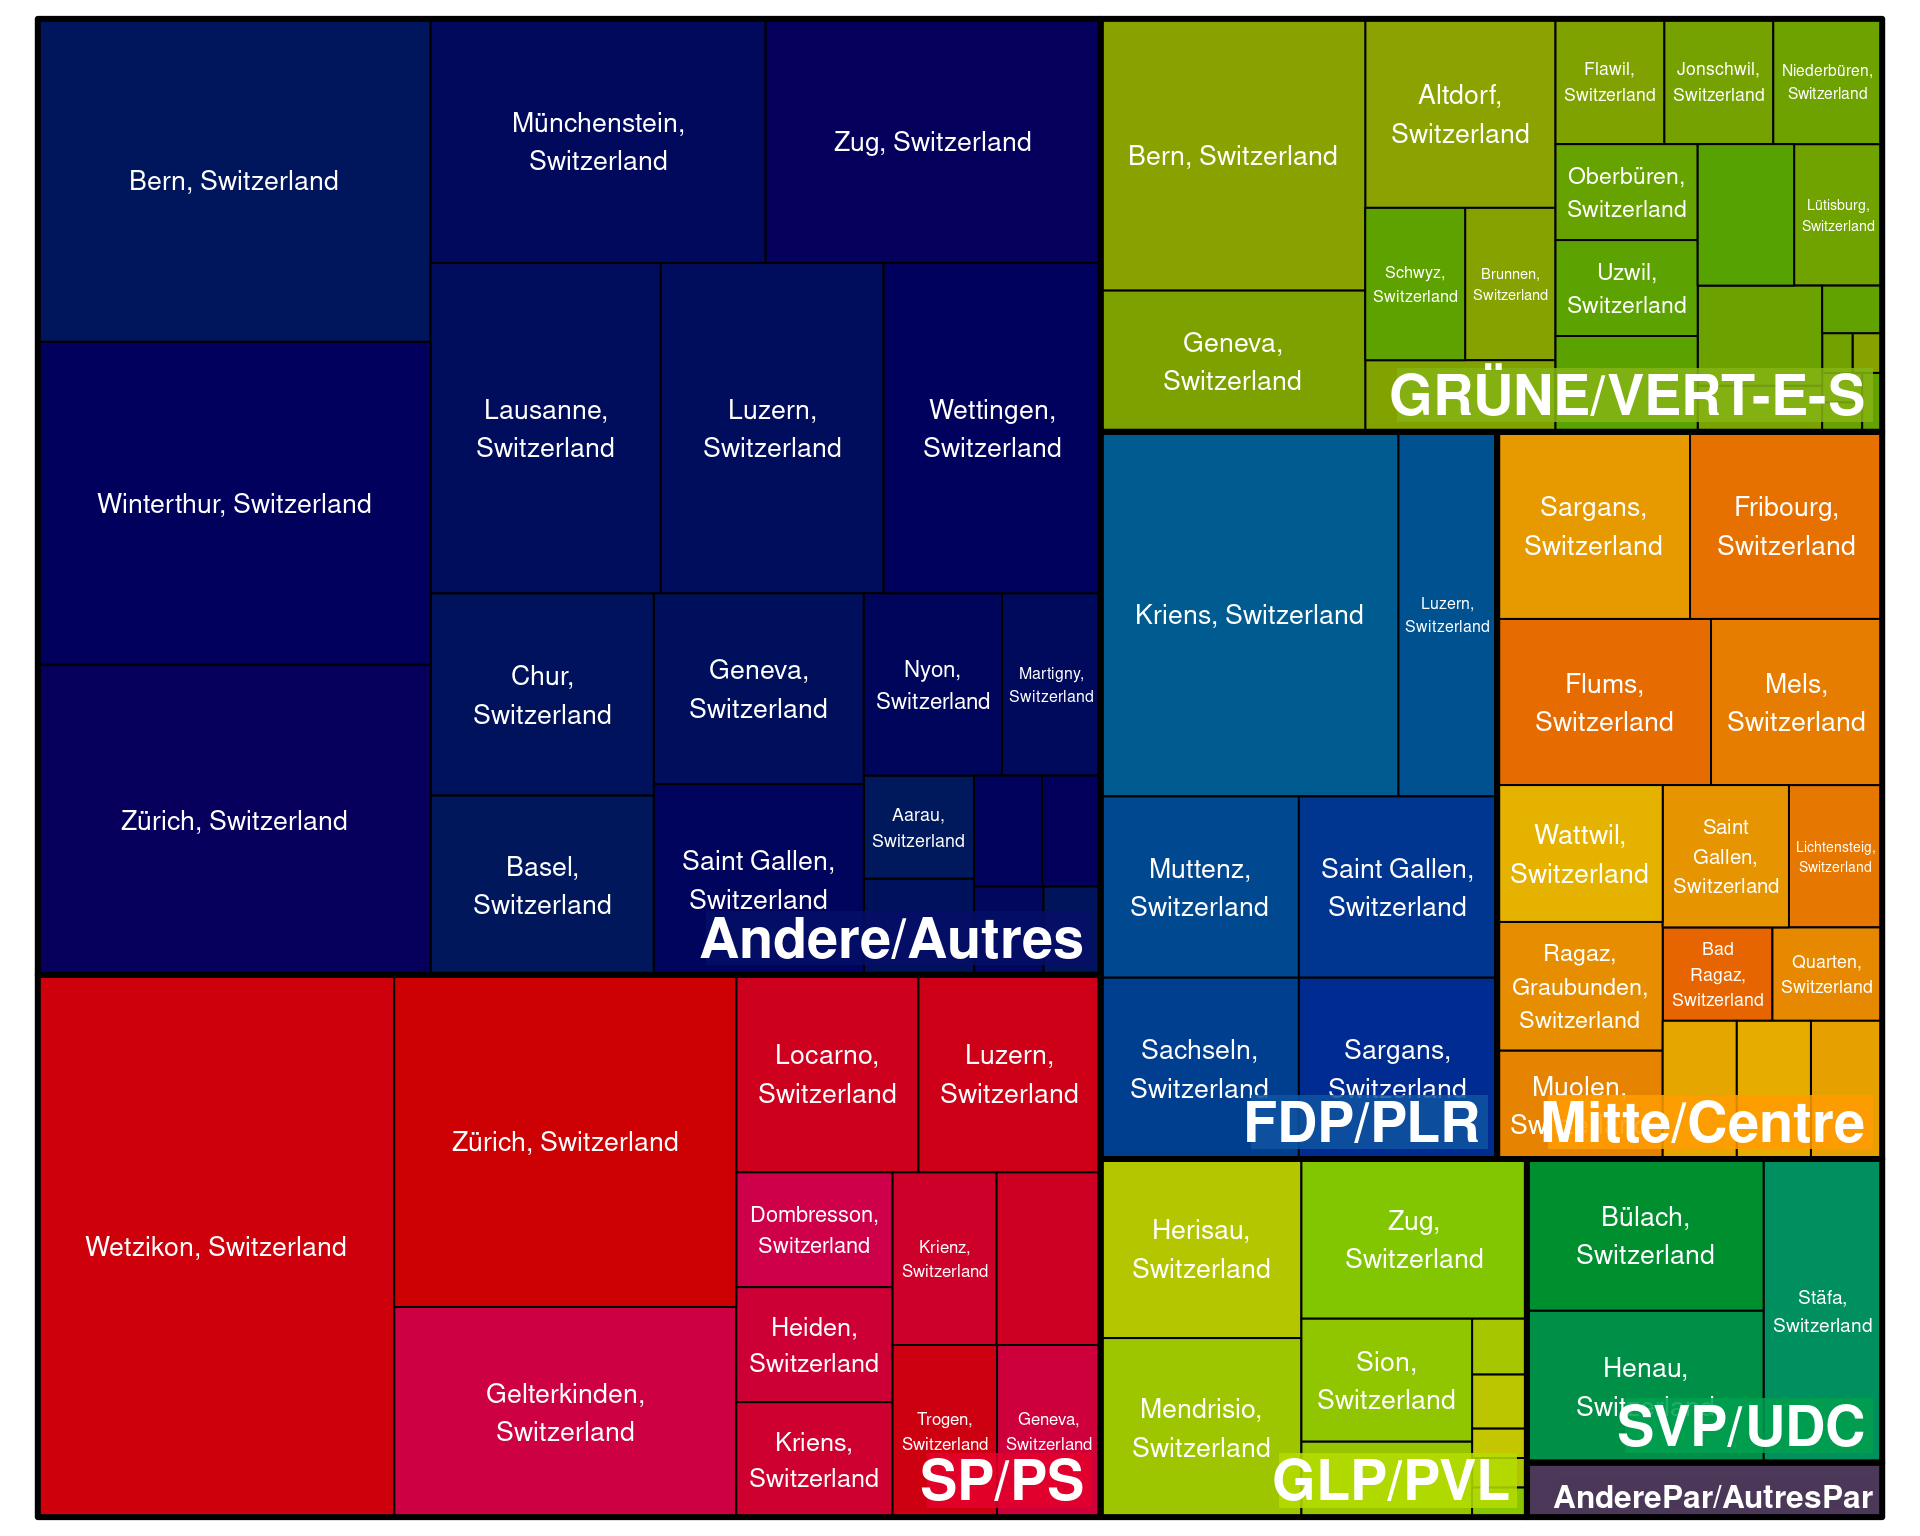 Bern, Switzerland
Winterthur, Switzerland
Zürich, Switzerland
Münchenstein,
Switzerland
Zug, Switzerland
Lausanne,
Switzerland
Luzern,
Switzerland
Wettingen,
Switzerland
Chur,
Switzerland
Basel,
Switzerland
Geneva,
Switzerland
Saint Gallen,
Switzerland
Nyon,
Switzerland
Martigny,
Switzerland
Aarau,
Switzerland
Andere/Autres
Wetzikon, Switzerland
Zürich, Switzerland
Gelterkinden,
Switzerland
Locarno,
Switzerland
Luzern,
Switzerland
Dombresson,
Switzerland
Heiden,
Switzerland
Kriens,
Switzerland
Krienz,
Switzerland
Trogen,
Switzerland
Geneva,
Switzerland
SP/PS
Bern, Switzerland
Geneva,
Switzerland
Altdorf,
Switzerland
Schwyz,
Switzerland
Brunnen,
Switzerland
Flawil,
Switzerland
Jonschwil,
Switzerland
Niederbüren,
Switzerland
Oberbüren,
Switzerland
Uzwil,
Switzerland
Lütisburg,
Switzerland
GRÜNE/VERT-E-S
Kriens, Switzerland
Luzern,
Switzerland
Muttenz,
Switzerland
Saint Gallen,
Switzerland
Sachseln,
Switzerland
Sargans,
Switzerland
FDP/PLR
Sargans,
Switzerland
Fribourg,
Switzerland
Flums,
Switzerland
Mels,
Switzerland
Wattwil,
Switzerland
Saint
Gallen,
Switzerland
Lichtensteig,
Switzerland
Ragaz,
Graubunden,
Switzerland
Bad
Ragaz,
Switzerland
Quarten,
Switzerland
Muolen,
Mitte/Centre
Herisau,
Switzerland
Mendrisio,
Switzerland
Zug,
Switzerland
Sion,
Switzerland
GLP/PVL
Bülach,
Switzerland
Henau,
Switzerland
Stäfa,
Switzerland
SVP/UDC
AnderePar/AutresPar